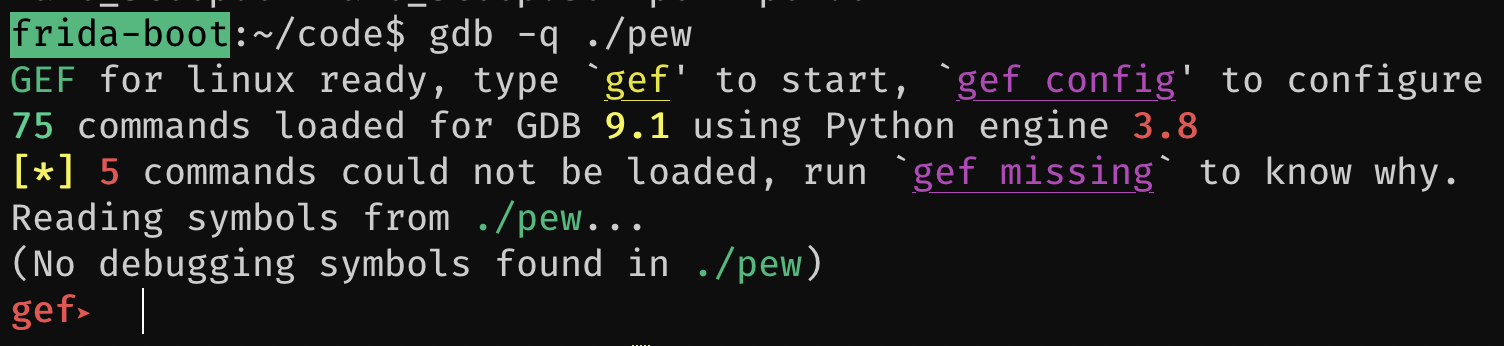 frida-boot:~/code$ gdb -q ./pew
GEF for linux ready, type `gef' to start, `gef config' to configure
75 commands loaded for GDB 9.1 using Python engine 3.8
[*] 5 commands could not be loaded, run `gef missing` to know why.
Reading symbols from ./pew...
(No debugging symbols found in ./pew)
gef➤